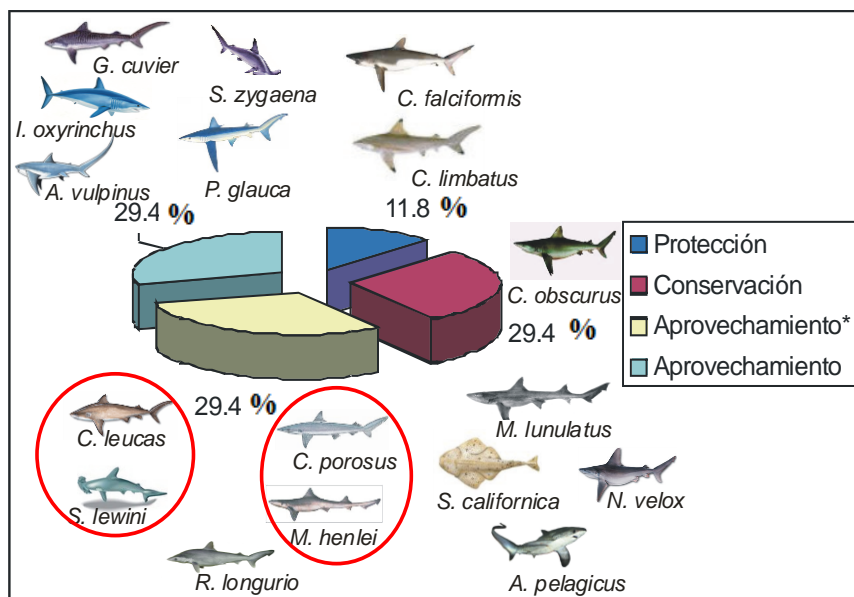 G. cuvier
S. zygaena
C. falciformis
I. oxyrinchus
A. vulpinus
P. glauca
C. limbatus
29.4 %
11.8 %
C. obscurus
29.4 %
Protección
Conservación
Aprovechamiento*
Aprovechamiento
29.4 %
C. leucas
S. lewini
C. porosus
M. henlei
R. longurio
M. lunulatus
S. californica
N. velox
A. pelagicus